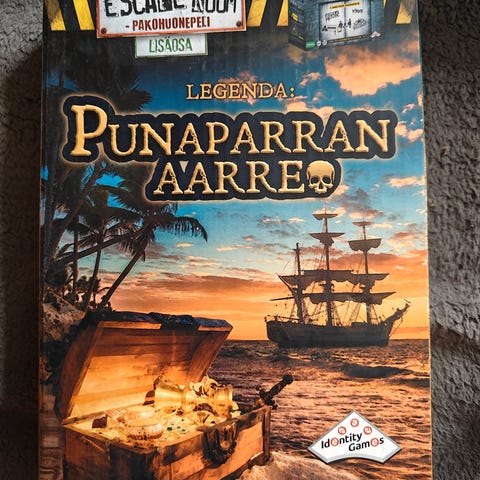 ESCAPE ROOM
- PAKOHUONEPELI
LISÄOSA
LEGENDA:
PUNAPARRAN
AARRE
Identity
Games